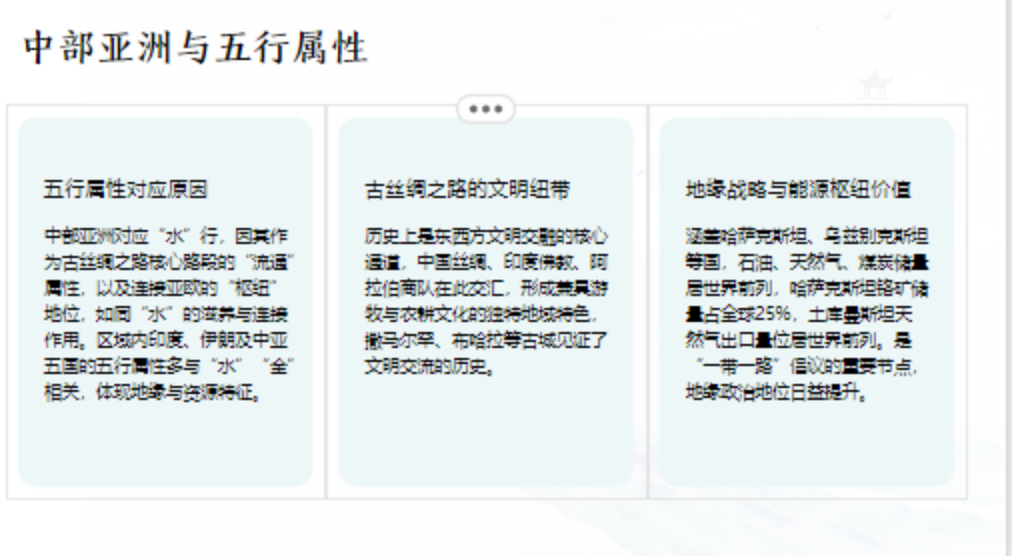 中部亚洲与五行属性
五行属性对应原因
中部亚洲对应“水”行，因其作
为古丝绸之路核心路段的“流通”
属性，以及连接亚欧的“枢纽”
地位，如同“水”的滋养与连接
作用。区域内印度、伊朗及中亚
五国的五行属性多与“水”“金”
相关，体现地缘与资源特征。
古丝绸之路的文明纽带
历史上是东西方文明交融的核心
通道，中国丝绸、印度佛教、阿
拉伯商队在此交汇，形成兼具游
牧与农耕文化的独特地域特色，
撒马尔罕、布哈拉等古城见证了
文明交流的历史。
地缘战略与能源枢纽价值
涵盖哈萨克斯坦、乌兹别克斯坦
等国，石油、天然气、煤炭储量
居世界前列，哈萨克斯坦铬矿储
量占全球25%，土库曼斯坦天
然气出口量位居世界前列。是
“一带一路”倡议的重要节点，
地缘政治地位日益提升。